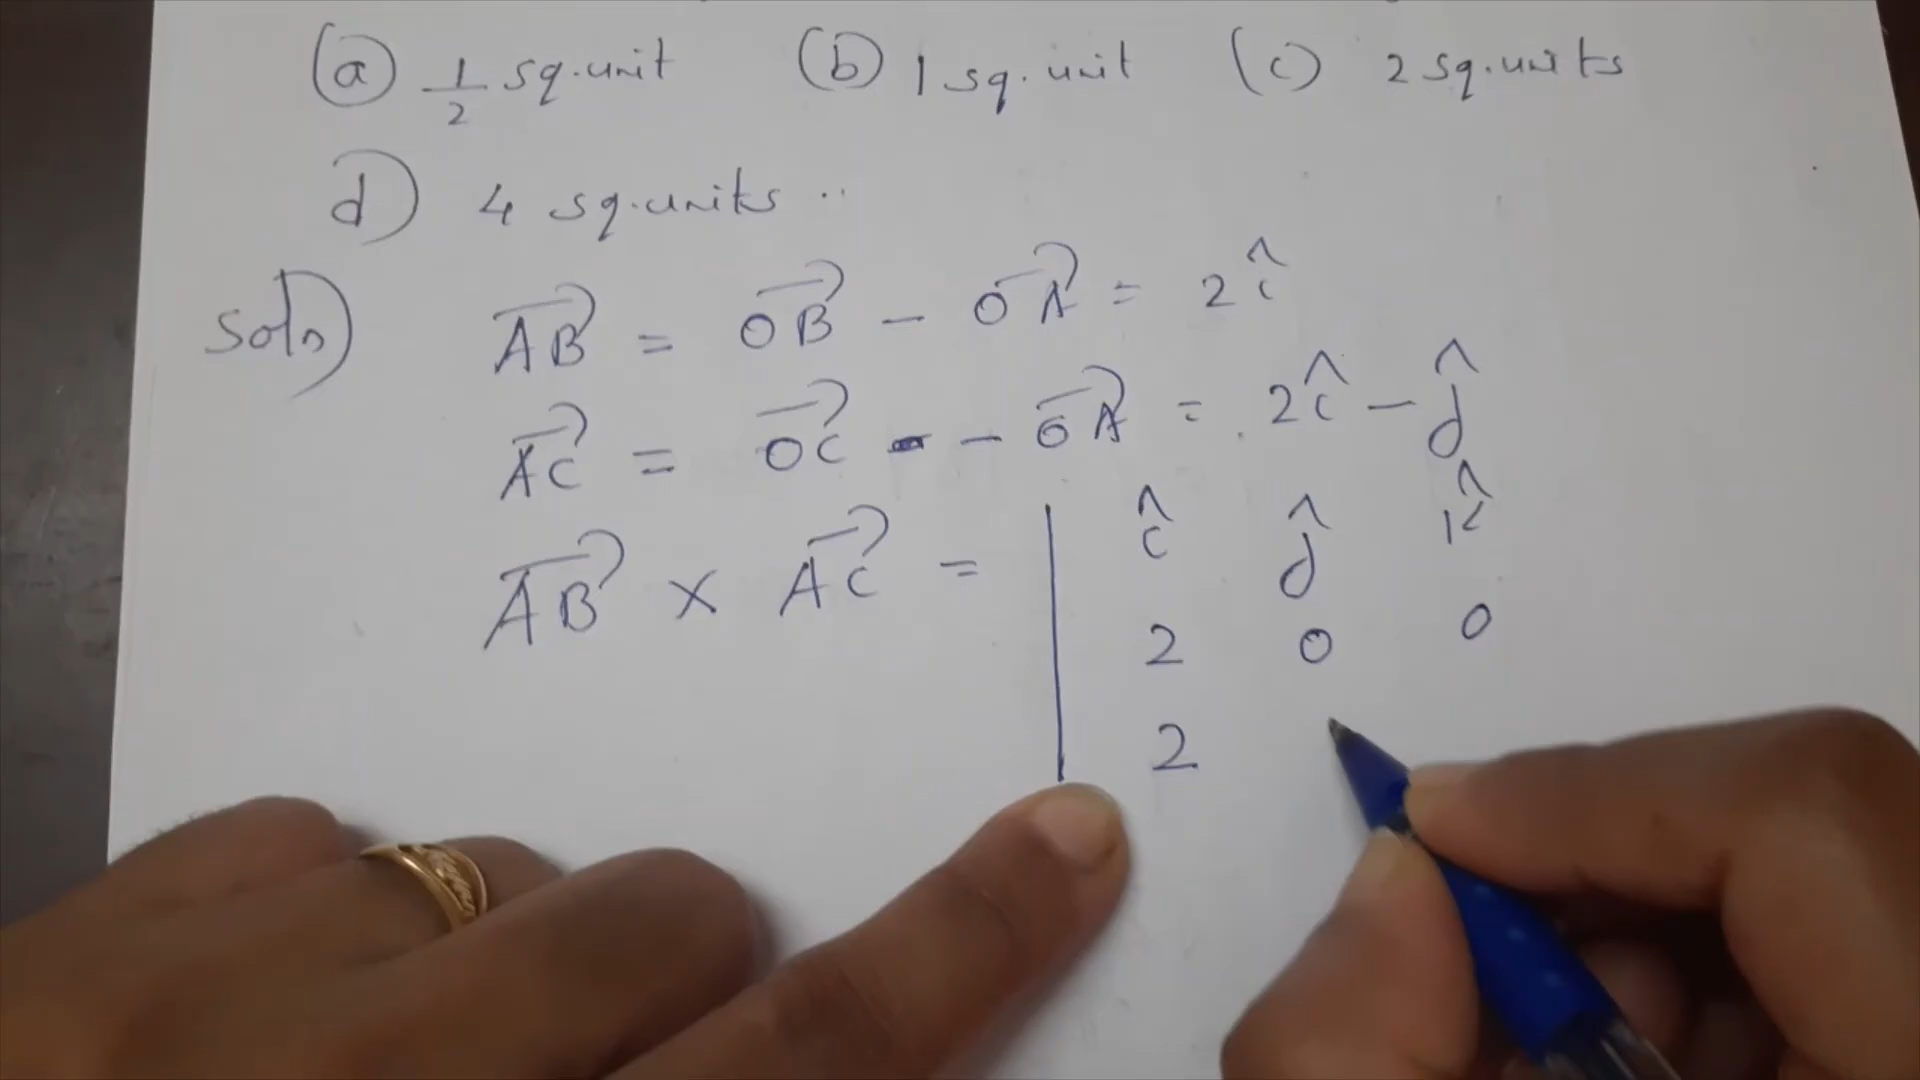 (a) 1/2 sq.unit (b) 1 sq.unit (c) 2 sq.units
d) 4 sq.units ..
Soln) AB⃗ = OB⃗ - OA⃗ = 2î
AC⃗ = OC⃗ - - OA⃗ = 2î - ĵ
AB⃗ × AC⃗ = | î ĵ k̂
2 0 0
2